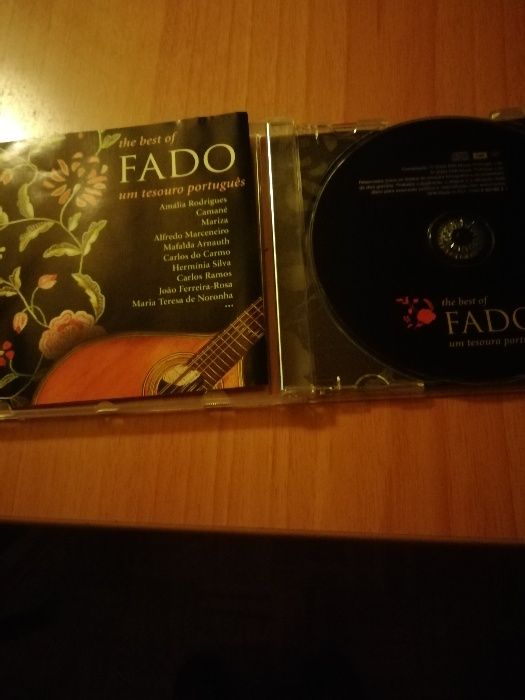 the best of
FADO
um tesouro português
Amália Rodrigues
Camané
Mariza
Alfredo Marceneiro
Mafalda Arnauth
Carlos do Carmo
Hermínia Silva
Carlos Ramos
João Ferreira-Rosa
Maria Teresa de Noronha
...
EMI
the best of
FADO
um tesouro